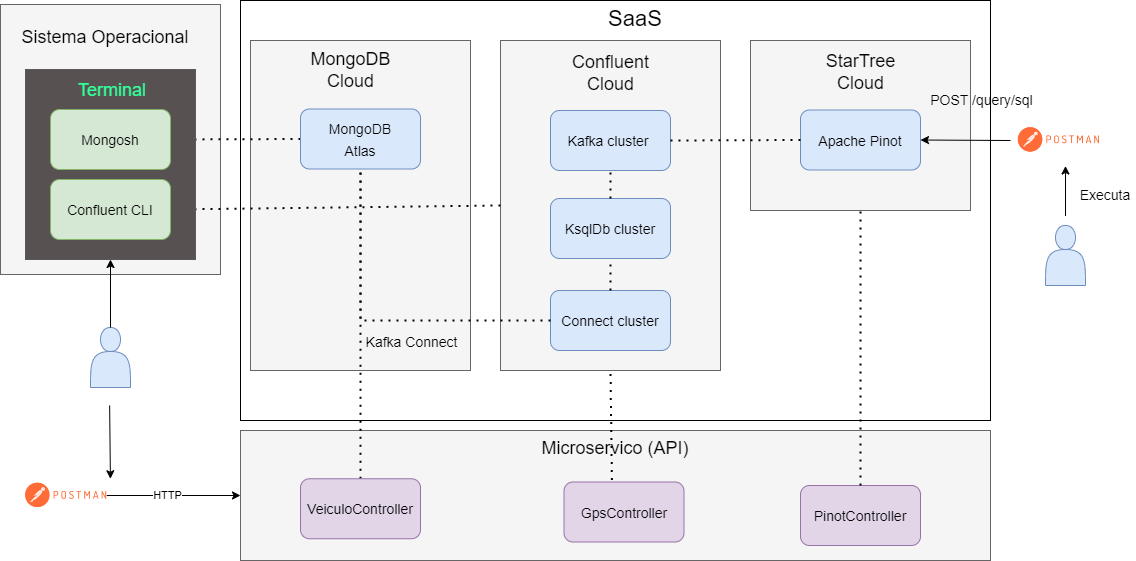 Sistema Operacional
Terminal
Mongosh
Confluent CLI
SaaS
MongoDB
Cloud
MongoDB
Atlas
Kafka Connect
Confluent
Cloud
Kafka cluster
KsqlDb cluster
Connect cluster
StarTree
Cloud
Apache Pinot
POST /query/sql
POSTMAN
Executa
POSTMAN
HTTP
Microservico (API)
VeiculoController
GpsController
PinotController